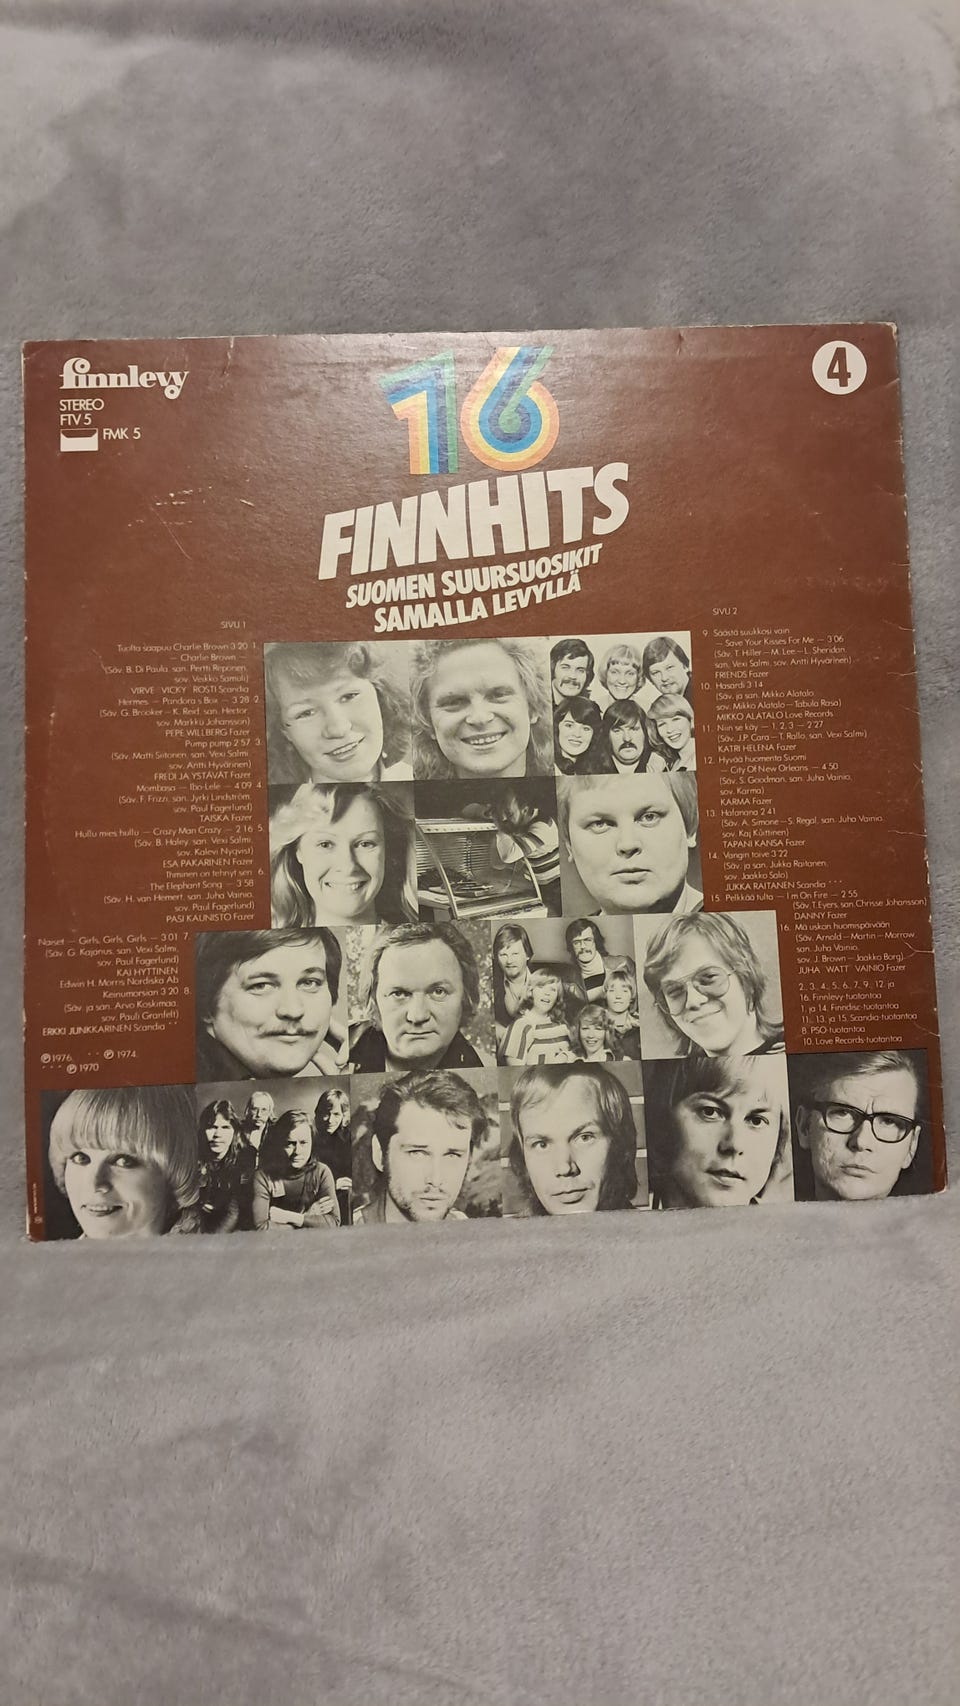 finnlevy
STEREO
FTV 5
FMK 5
4
16
FINNHITS
SUOMEN SUURSUOSIKIT
SAMALLA LEVYLLÄ
SIVU 1
Tuolta saapuu Charlie Brown 3 20 1.
— Charlie Brown —
(Säv. B. Di Paula, san. Pertti Reponen,
sov. Veikko Samuli)
VIRVE VICKY ROSTI Scandia
Hermes — Pandora s Box — 3 28 2.
(Säv. G. Brooker — K. Reid, san. Hector,
sov. Markku Johansson)
PEPE WILLBERG Fazer
Pump pump 2 57 3.
(Säv. Matti Siitonen, san. Vexi Salmi,
sov. Antti Hyvärinen)
FREDI JA YSTÄVÄT Fazer
Mombasa — Ibo-Lele — 4 09 4.
(Säv. F. Frizzi, san. Jyrki Lindström,
sov. Paul Fagerlund)
TAISKA Fazer
Hullu mies hullu — Crazy Man Crazy — 2 16 5.
(Säv. B. Haley, san. Vexi Salmi,
sov. Kalevi Nyqvist)
ESA PAKARINEN Fazer
Ihminen on tehnyt sen 6.
The Elephant Song — 3 58
(Säv. H. van Hemert, san. Juha Vainio,
sov. Paul Fagerlund)
PASI KAUNISTO Fazer
Naiset — Girls, Girls, Girls — 3 01 7.
(Säv. G. Kajanus, san. Vexi Salmi,
sov. Paul Fagerlund)
KAI HYTTINEN
Edwin H. Morris Nordiska Ab
Keinumorsian 3 20 8.
(Säv. ja san. Arvo Koskimaa,
sov. Pauli Granfelt)
ERKKI JUNKKARINEN Scandia * *
℗ 1976, * * ℗ 1974.
* * * ℗ 1970
SIVU 2
9. Säästä suukkosi vain
— Save Your Kisses For Me — 3 06
(Säv. T. Hiller — M. Lee — L. Sheridan,
san. Vexi Salmi, sov. Antti Hyvärinen)
FRIENDS Fazer
10. Hasardi 3 14
(Säv. ja san. Mikko Alatalo,
sov. Mikko Alatalo — Tabula Rasa)
MIKKO ALATALO Love Records
11. Niin se käy — 1, 2, 3 — 2 27
(Säv. J.P. Cara — T. Rallo, san. Vexi Salmi)
KATRI HELENA Fazer
12. Hyvää huomenta Suomi
— City Of New Orleans — 4 50
(Säv. S. Goodman, san. Juha Vainio,
sov. Karma)
KARMA Fazer
13. Hafanana 2 41
(Säv. A. Simone — S. Regal, san. Juha Vainio,
sov. Kaj Kärttinen)
TAPANI KANSA Fazer
14. Vangin toive 3 22
(Säv. ja san. Jukka Raitanen,
sov. Jaakko Salo)
JUKKA RAITANEN Scandia * * *
15. Pelkkää tulta — I m On Fire — 2 55
(Säv. T. Eyers, san. Chrisse Johansson)
DANNY Fazer
16. Mä uskon huomispäivään
(Säv. Arnold — Martin — Morrow,
san. Juha Vainio,
sov. J. Brown — Jaakko Borg)
JUHA WATT VAINIO Fazer
2, 3, 4, 5, 6, 7, 9, 12, ja
16. Finnlevy-tuotantoa
1. ja 14. Finndisc-tuotantoa
11, 13, ja 15. Scandia-tuotantoa
8. PSO-tuotantoa
10. Love Records-tuotantoa